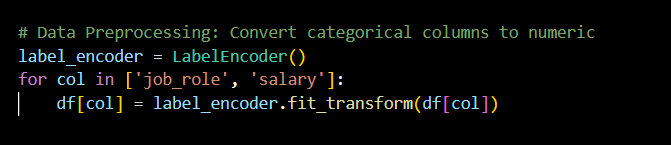 # Data Preprocessing: Convert categorical columns to numeric
label_encoder = LabelEncoder()
for col in ['job_role', 'salary']:
    df[col] = label_encoder.fit_transform(df[col])